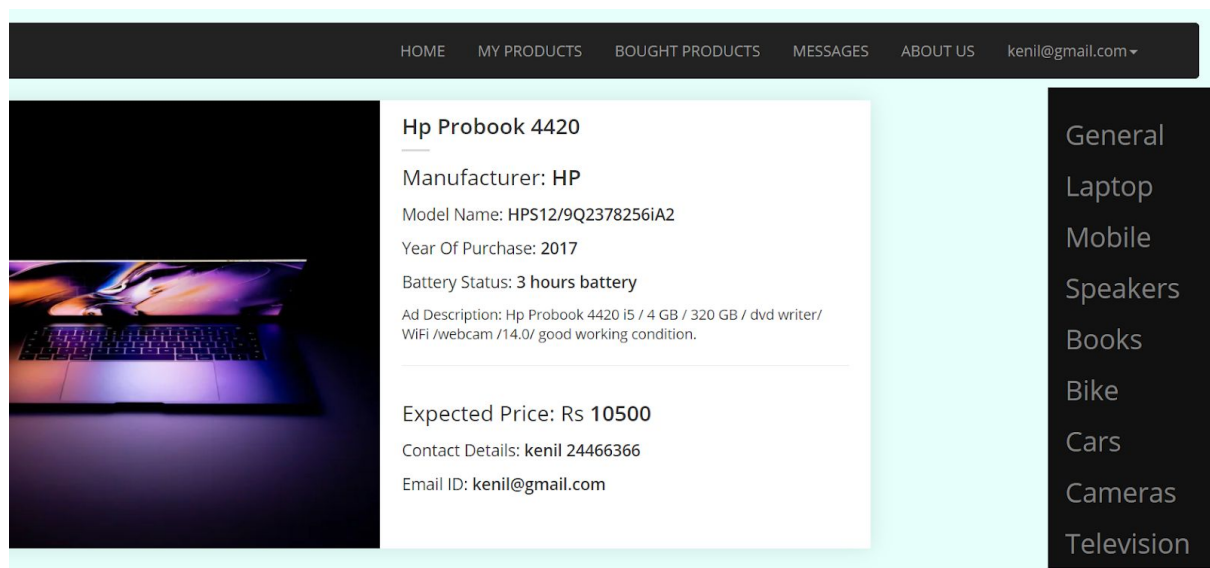 HOME MY PRODUCTS BOUGHT PRODUCTS MESSAGES ABOUT US kenil@gmail.com
Hp Probook 4420
Manufacturer: HP
Model Name: HPS12/9Q2378256iA2
Year Of Purchase: 2017
Battery Status: 3 hours battery
Ad Description: Hp Probook 4420 i5 / 4 GB / 320 GB / dvd writer/
WiFi /webcam /14.0/ good working condition.
Expected Price: Rs 10500
Contact Details: kenil 24466366
Email ID: kenil@gmail.com
General
Laptop
Mobile
Speakers
Books
Bike
Cars
Cameras
Television